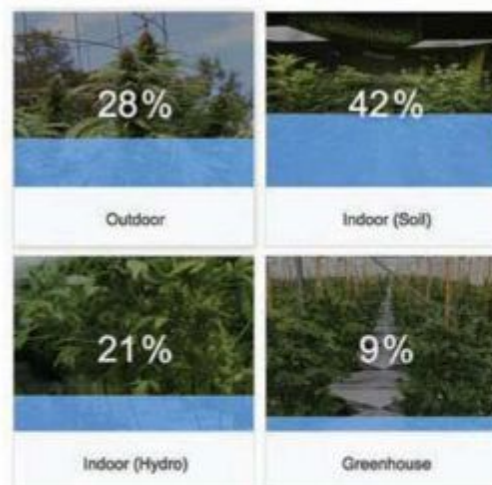 28%
42%
Outdoor
Indoor (Soil)
21%
9%
Indoor (Hydro)
Greenhouse